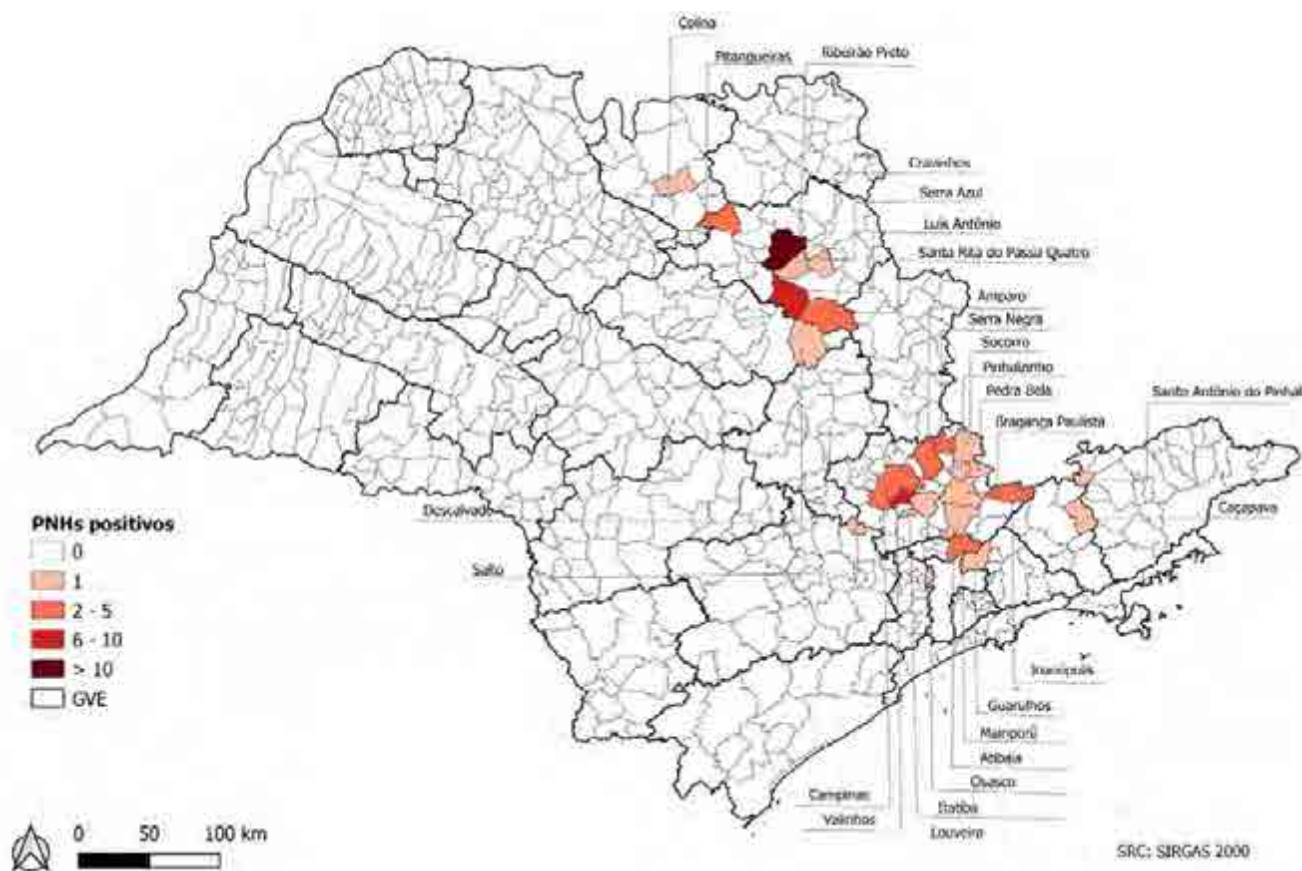 Colina
Pitangueiras
Ribeirão Preto
Cravinhos
Serra Azul
Luís Antônio
Santa Rita do Passa Quatro
Amparo
Serra Negra
Socorro
Pinhalzinho
Pedra Bela
Bragança Paulista
Santo Antônio do Pinhal
Caçapava
Descalvado
Salto
PNHs positivos
0
1
2 - 5
6 - 10
> 10
GVE
Joanópolis
Guarulhos
Mairiporã
Atibaia
Osasco
Itatiba
Louveira
Campinas
Valinhos
0 50 100 km
SRC: SIRGAS 2000